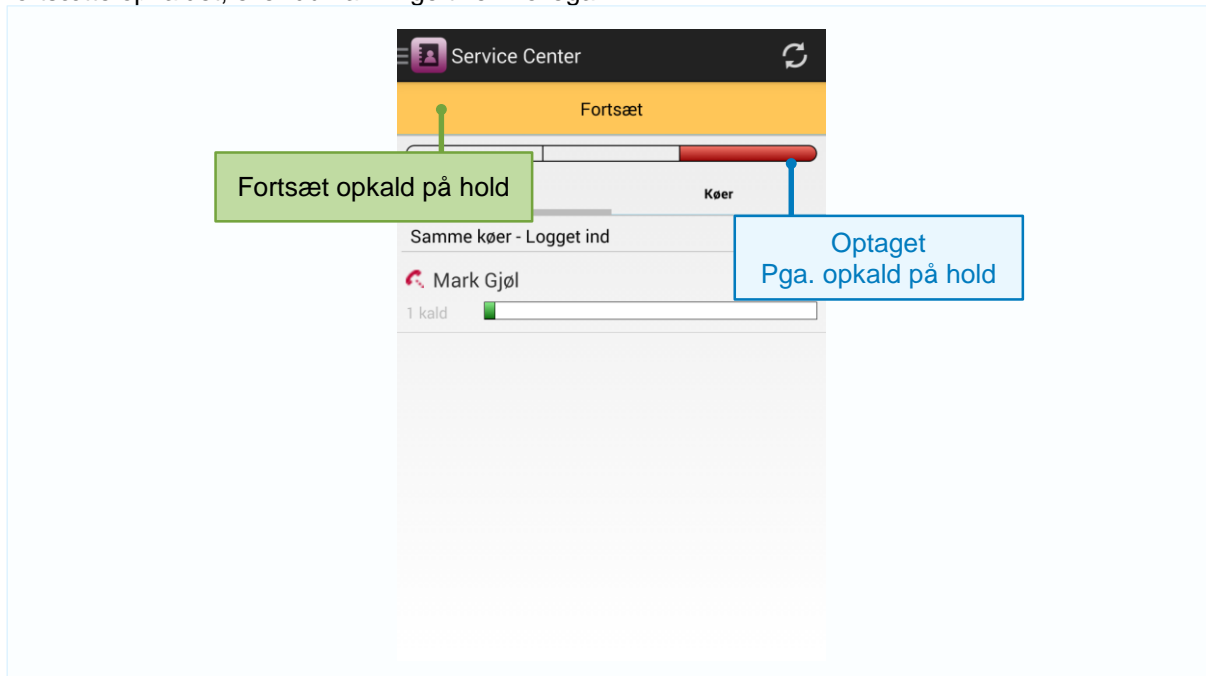 Service Center
Fortsæt
Fortsæt opkald på hold
Køer
Samme køer - Logget ind
Optaget
Pga. opkald på hold
Mark Gjøl
1 kald